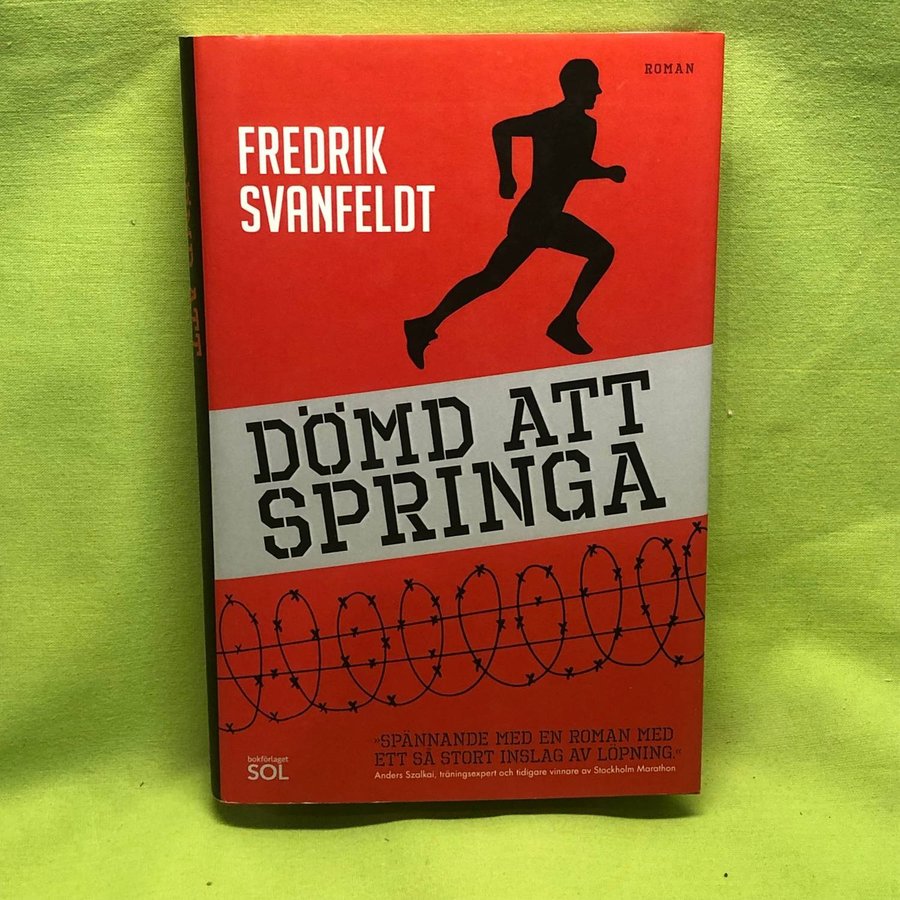 ROMAN
FREDRIK
SVANFELDT
DÖMD ATT
SPRINGA
»SPÄNNANDE MED EN ROMAN MED
ETT SÅ STORT INSLAG AV LÖPNING.«
Anders Szalkai, träningsexpert och tidigare vinnare av Stockholm Marathon
bokförlaget
SOL